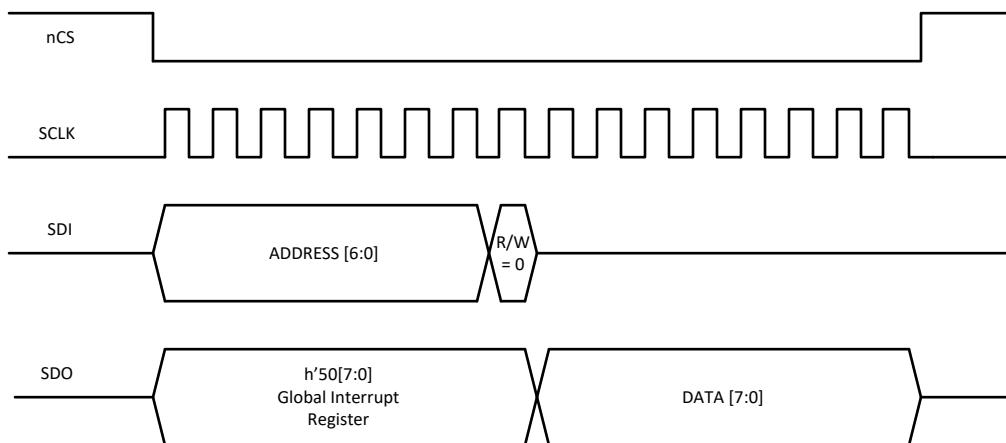 nCS
SCLK
SDI
ADDRESS [6:0]
R/W
= 0
SDO
h’50[7:0]
Global Interrupt
Register
DATA [7:0]